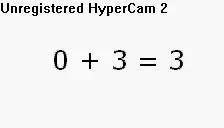 Unregistered HyperCam 2
0 + 3 = 3